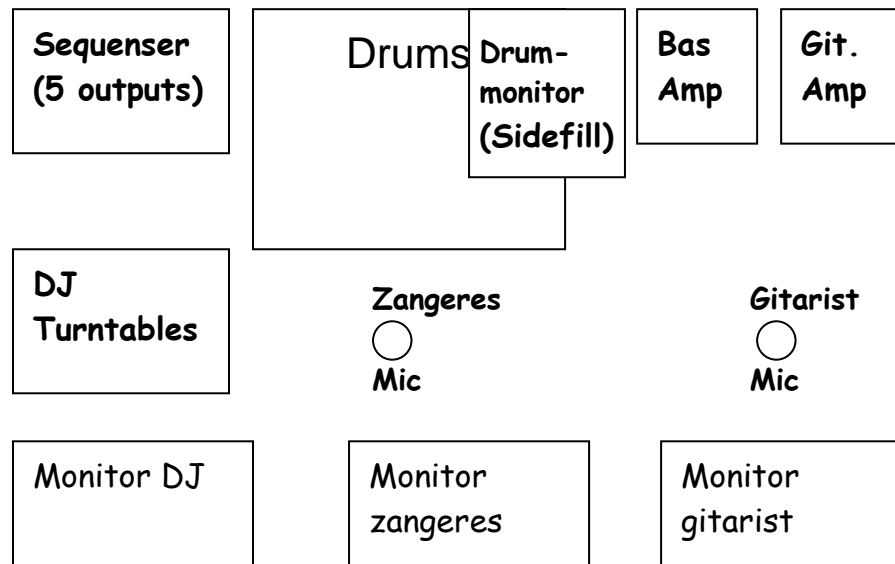 Sequenser
(5 outputs)
Drums
Drum-
monitor
(Sidefill)
Bas
Amp
Git.
Amp
DJ
Turntables
Zangeres
Mic
Gitarist
Mic
Monitor DJ
Monitor
zangeres
Monitor
gitarist